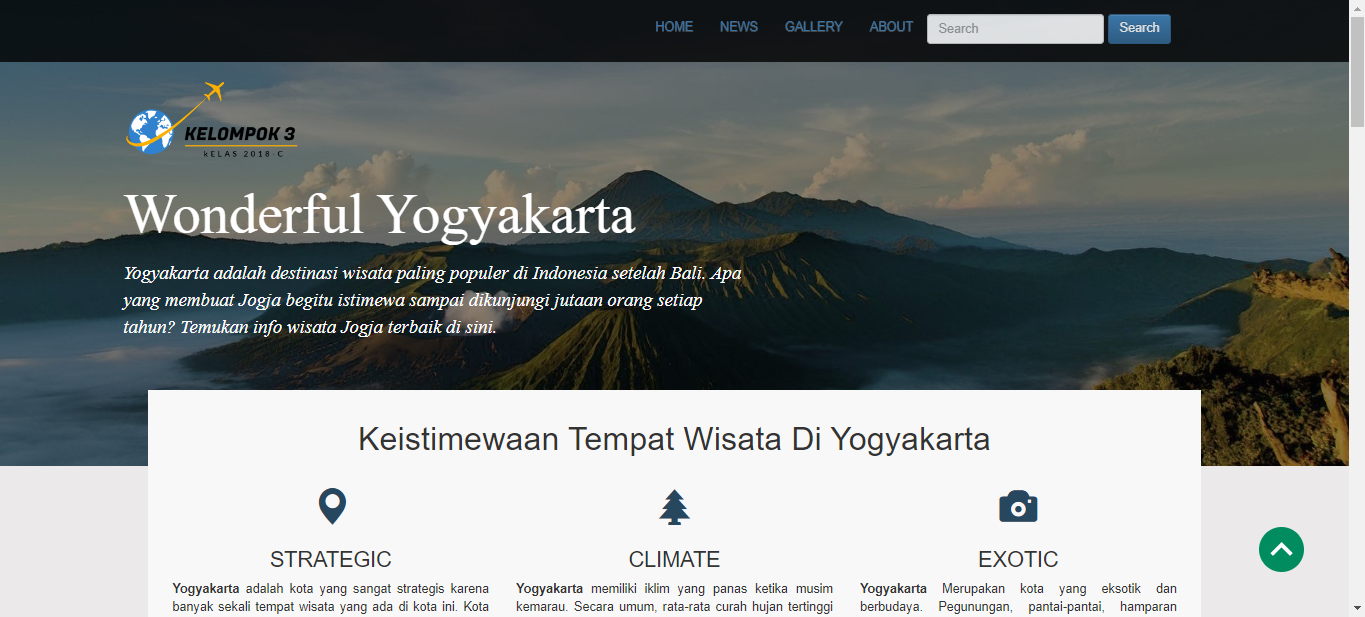 HOME NEWS GALLERY ABOUT Search Search
KELOMPOK 3
KELAS 2018 C
Wonderful Yogyakarta
Yogyakarta adalah destinasi wisata paling populer di Indonesia setelah Bali. Apa
yang membuat Jogja begitu istimewa sampai dikunjungi jutaan orang setiap
tahun? Temukan info wisata Jogja terbaik di sini.
Keistimewaan Tempat Wisata Di Yogyakarta
STRATEGIC
Yogyakarta adalah kota yang sangat strategis karena
banyak sekali tempat wisata yang ada di kota ini. Kota
CLIMATE
Yogyakarta memiliki iklim yang panas ketika musim
kemarau. Secara umum, rata-rata curah hujan tertinggi
EXOTIC
Yogyakarta Merupakan kota yang eksotik dan
berbudaya. Pegunungan, pantai-pantai, hamparan